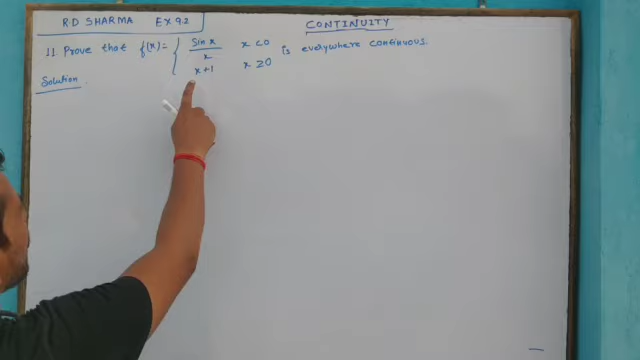 RD SHARMA EX 9.2
CONTINUITY
11. Prove that f(x) = { sin x / x x < 0
x+1 x ≥ 0 is everywhere continuous.
Solution